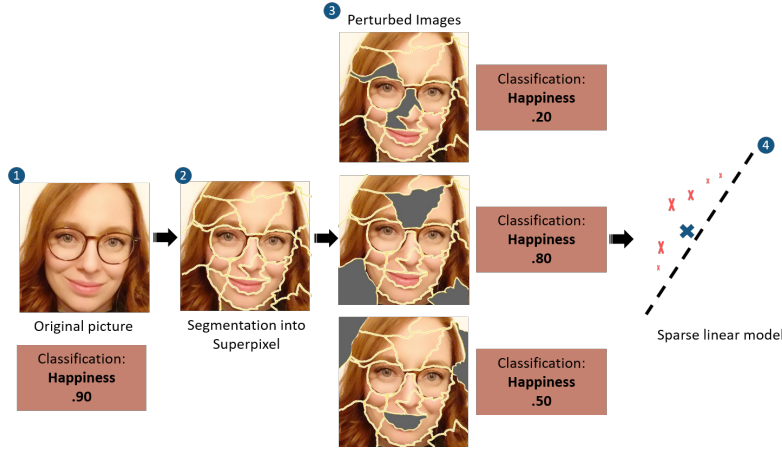 3
Perturbed Images
Classification:
Happiness
.20
4
1
2
Classification:
Happiness
.80
Original picture
Segmentation into
Superpixel
Sparse linear model
Classification:
Happiness
.90
Classification:
Happiness
.50